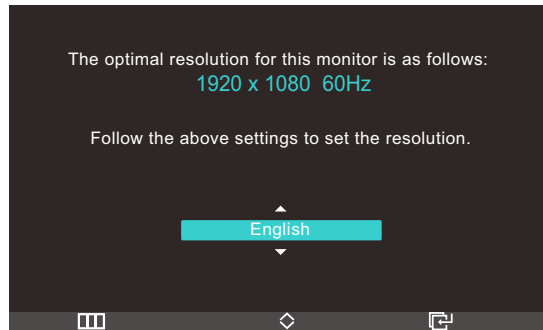 The optimal resolution for this monitor is as follows:
1920 x 1080 60Hz
Follow the above settings to set the resolution.
English